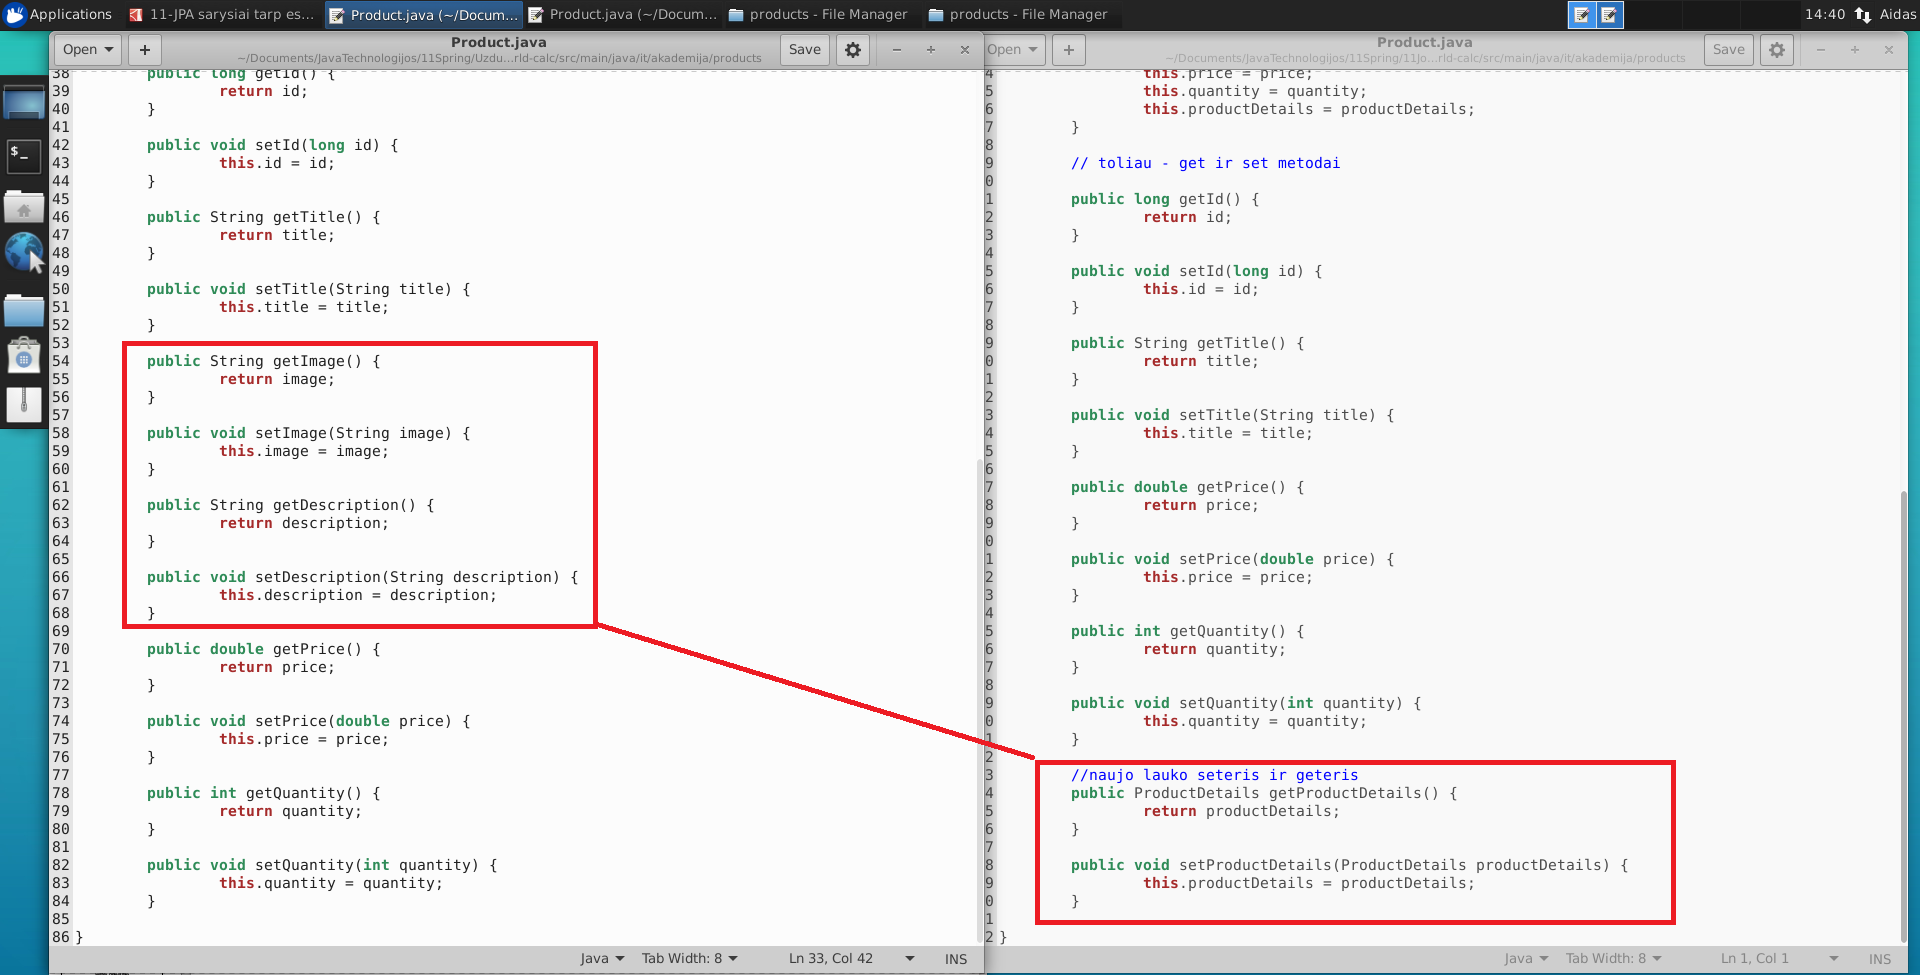 Applications
11-JPA sarysiai tarp es...
Product.java (~/Docum...
Product.java (~/Docum...
products - File Manager
products - File Manager
14:40
Aidas
Open
+
Product.java
~/Documents/JavaTechnologijos/11Spring/Uzdu...rld-calc/src/main/java/it/akademija/products
Save
38 public long getId() {
39 return id;
40 }
41
42 public void setId(long id) {
43 this.id = id;
44 }
45
46 public String getTitle() {
47 return title;
48 }
49
50 public void setTitle(String title) {
51 this.title = title;
52 }
53
54 public String getImage() {
55 return image;
56 }
57
58 public void setImage(String image) {
59 this.image = image;
60 }
61
62 public String getDescription() {
63 return description;
64 }
65
66 public void setDescription(String description) {
67 this.description = description;
68 }
69
70 public double getPrice() {
71 return price;
72 }
73
74 public void setPrice(double price) {
75 this.price = price;
76 }
77
78 public int getQuantity() {
79 return quantity;
80 }
81
82 public void setQuantity(int quantity) {
83 this.quantity = quantity;
84 }
85
86 }
Java
Tab Width: 8
Ln 33, Col 42
INS
Open
+
Product.java
~/Documents/JavaTechnologijos/11Spring/11Jo...rld-calc/src/main/java/it/akademija/products
Save
4 this.price = price;
5 this.quantity = quantity;
6 this.productDetails = productDetails;
7 }
8
9 // toliau - get ir set metodai
0
1 public long getId() {
2 return id;
3 }
4
5 public void setId(long id) {
6 this.id = id;
7 }
8
9 public String getTitle() {
0 return title;
1 }
2
3 public void setTitle(String title) {
4 this.title = title;
5 }
6
7 public double getPrice() {
8 return price;
9 }
0
1 public void setPrice(double price) {
2 this.price = price;
3 }
4
5 public int getQuantity() {
6 return quantity;
7 }
8
9 public void setQuantity(int quantity) {
0 this.quantity = quantity;
1 }
2
3 //naujo lauko seteris ir geteris
4 public ProductDetails getProductDetails() {
5 return productDetails;
6 }
7
8 public void setProductDetails(ProductDetails productDetails) {
9 this.productDetails = productDetails;
0 }
1
2 }
Java
Tab Width: 8
Ln 1, Col 1
INS